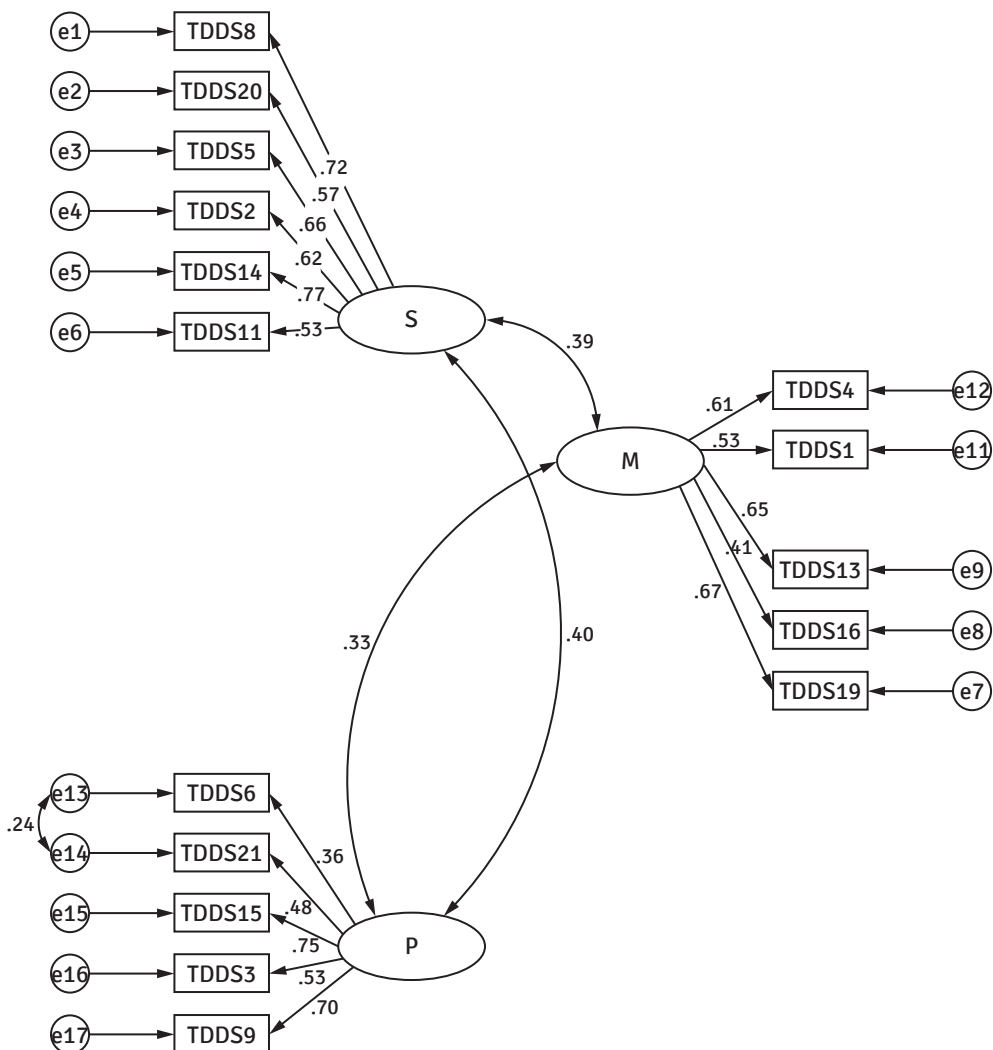 e1 TDDS8
e2 TDDS20
e3 TDDS5
.72
.57
e4 TDDS2
.66
.62
e5 TDDS14
.77
S
e6 TDDS11
.53
.39
.61
TDDS4 e12
.53
TDDS1 e11
M
.65
.41
TDDS13 e9
.67
TDDS16 e8
.33
.40
TDDS19 e7
e13 TDDS6
.24
e14 TDDS21
.36
e15 TDDS15
.48
.75
P
e16 TDDS3
.53
.70
e17 TDDS9